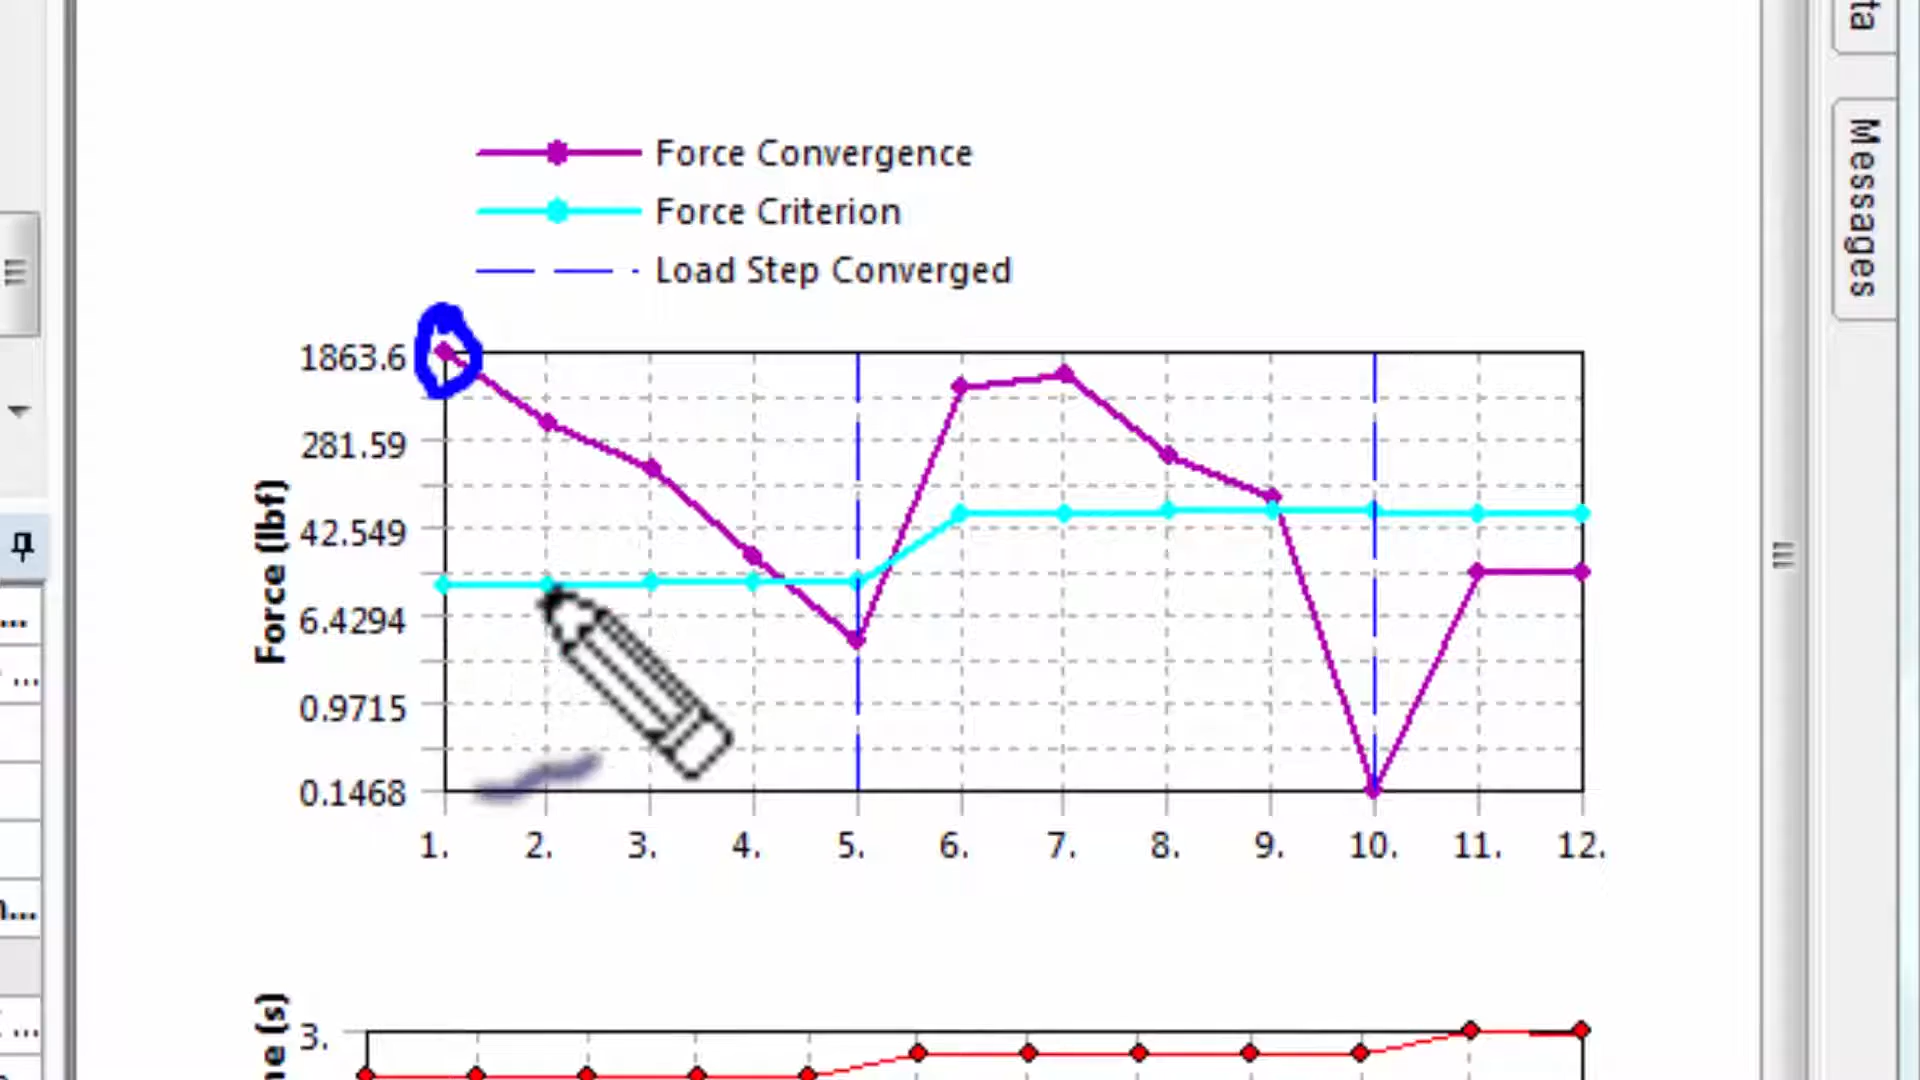 ta
Messages
Force Convergence
Force Criterion
Load Step Converged
1863.6
281.59
42.549
6.4294
0.9715
0.1468
Force (lbf)
1. 2. 3. 4. 5. 6. 7. 8. 9. 10. 11. 12.
...
...
n...
...
3.
ne (s)